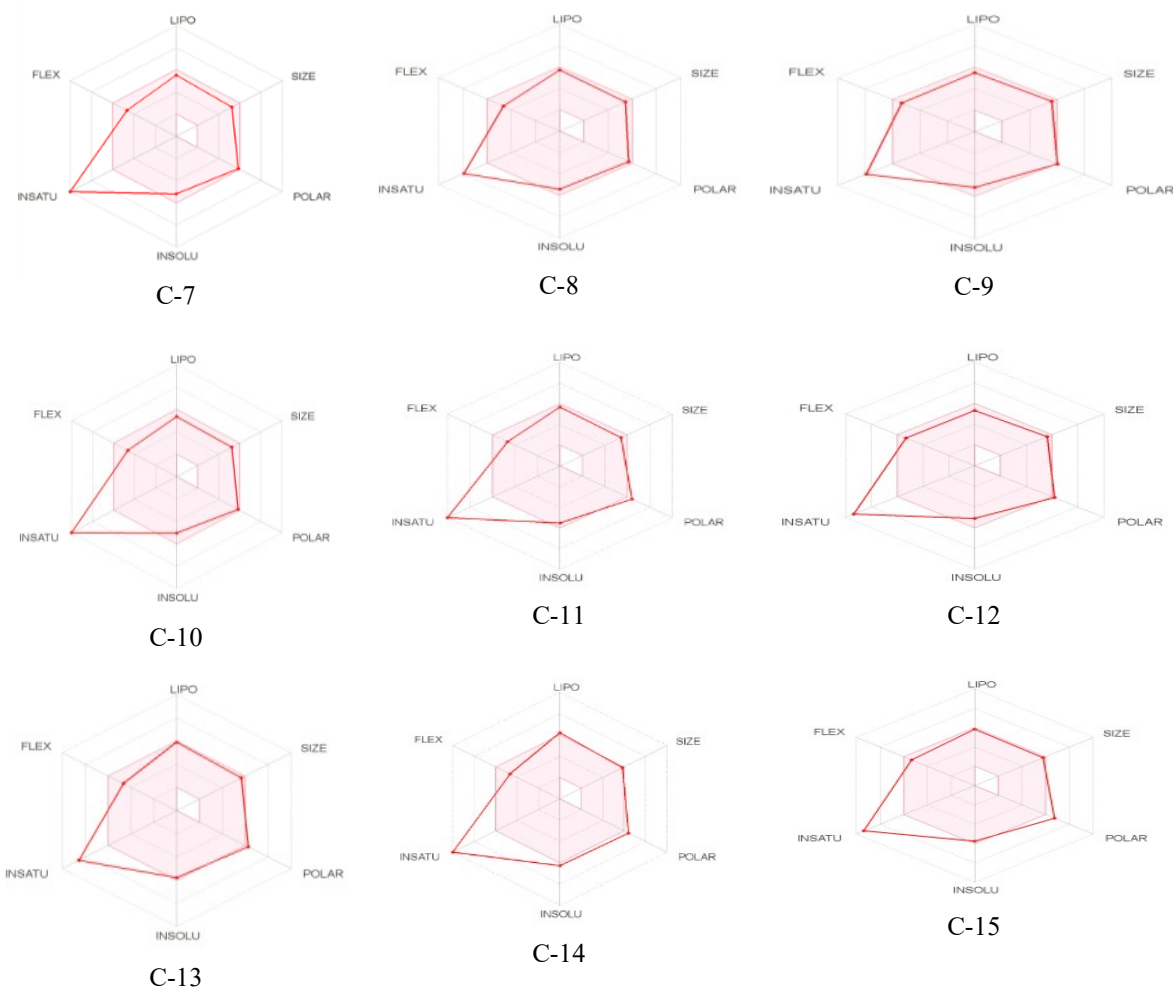 LIPO
FLEX
SIZE
INSATU
POLAR
INSOLU
C-7
LIPO
FLEX
SIZE
INSATU
POLAR
INSOLU
C-8
LIPO
FLEX
SIZE
INSATU
POLAR
INSOLU
C-9
LIPO
FLEX
SIZE
INSATU
POLAR
INSOLU
C-10
LIPO
FLEX
SIZE
INSATU
POLAR
INSOLU
C-11
LIPO
FLEX
SIZE
INSATU
POLAR
INSOLU
C-12
LIPO
FLEX
SIZE
INSATU
POLAR
INSOLU
C-13
LIPO
FLEX
SIZE
INSATU
POLAR
INSOLU
C-14
LIPO
FLEX
SIZE
INSATU
POLAR
INSOLU
C-15